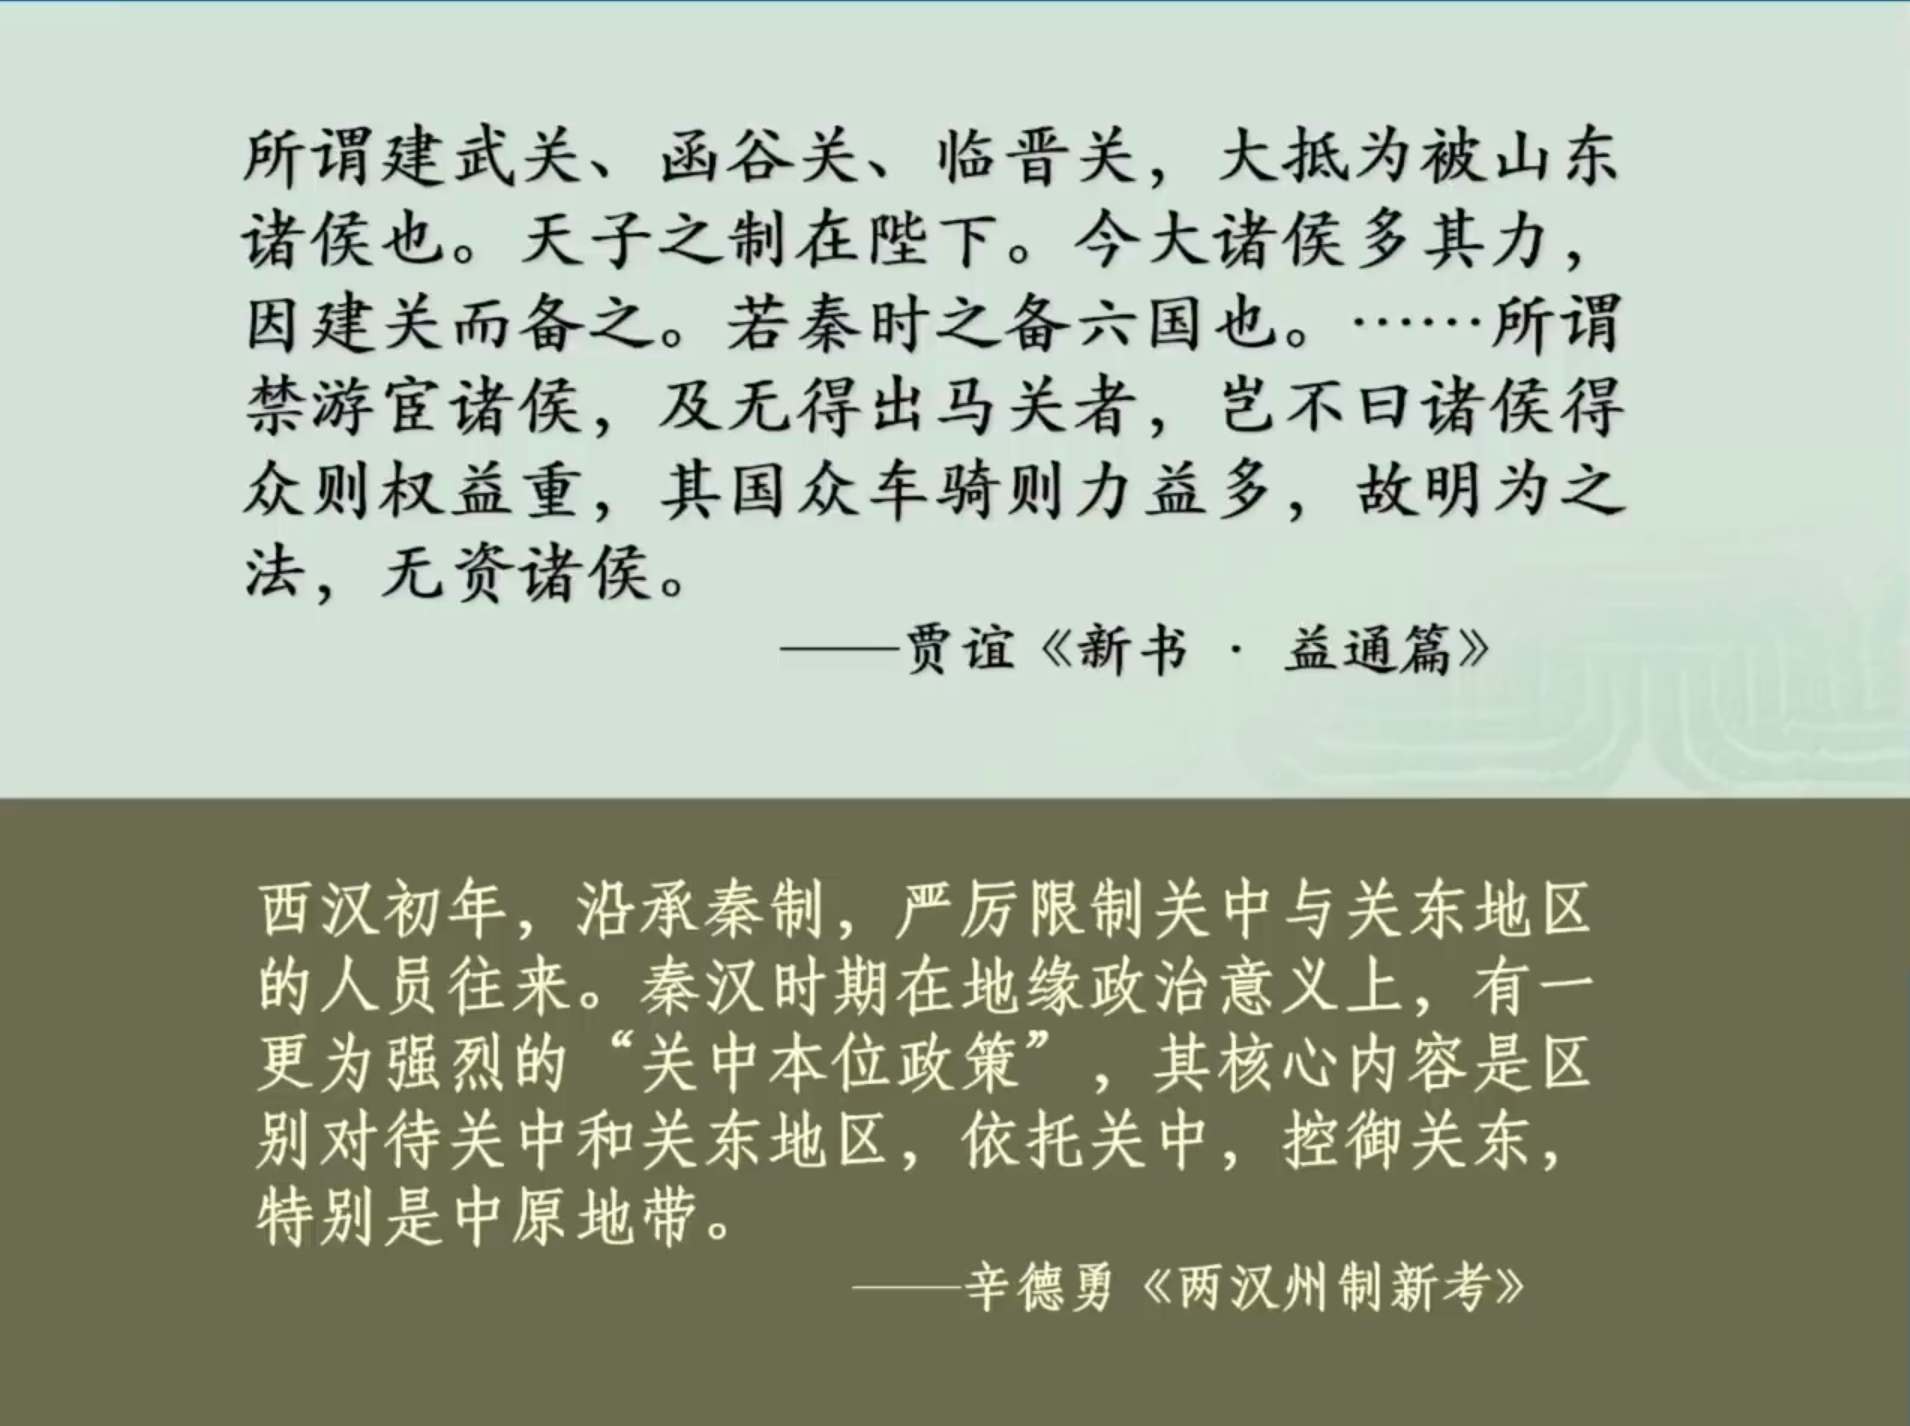 所谓建武关、函谷关、临晋关，大抵为被山东
诸侯也。天子之制在陛下。今大诸侯多其力，
因建关而备之。若秦时之备六国也。……所谓
禁游宦诸侯，及无得出马关者，岂不曰诸侯得
众则权益重，其国众车骑则力益多，故明为之
法，无资诸侯。
——贾谊《新书 · 益通篇》
西汉初年，沿承秦制，严厉限制关中与关东地区
的人员往来。秦汉时期在地缘政治意义上，有一
更为强烈的“关中本位政策”，其核心内容是区
别对待关中和关东地区，依托关中，控御关东，
特别是中原地带。
——辛德勇《两汉州制新考》